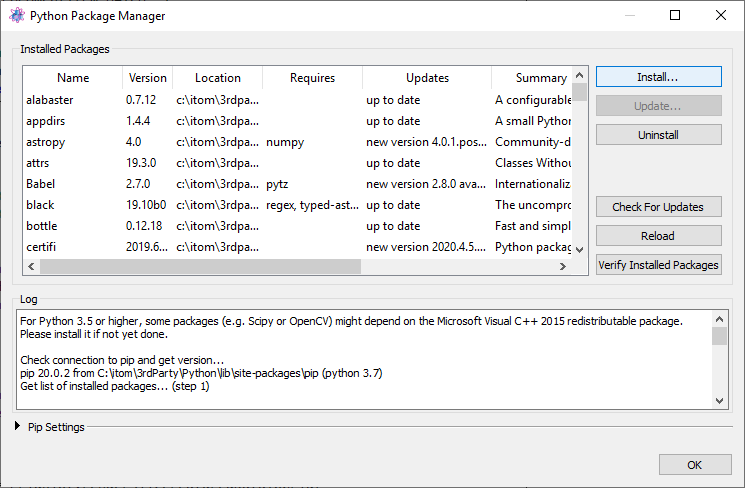 Python Package Manager
Installed Packages
Name Version Location Requires Updates Summary
alabaster 0.7.12 c:\itom\3rdpa... up to date A configurable
appdirs 1.4.4 c:\itom\3rdpa... up to date A small Python
astropy 4.0 c:\itom\3rdpa... numpy new version 4.0.1.pos... Community-d
attrs 19.3.0 c:\itom\3rdpa... up to date Classes Withou
Babel 2.7.0 c:\itom\3rdpa... pytz new version 2.8.0 ava... Internationaliza
black 19.10b0 c:\itom\3rdpa... regex, typed-ast... up to date The uncompro
bottle 0.12.18 c:\itom\3rdpa... up to date Fast and simpl
certifi 2019.6... c:\itom\3rdpa... new version 2020.4.5.... Python packag
Install...
Update...
Uninstall
Check For Updates
Reload
Verify Installed Packages
Log
For Python 3.5 or higher, some packages (e.g. Scipy or OpenCV) might depend on the Microsoft Visual C++ 2015 redistributable package.
Please install it if not yet done.
Check connection to pip and get version...
pip 20.0.2 from C:\itom\3rdParty\Python\lib\site-packages\pip (python 3.7)
Get list of installed packages... (step 1)
Pip Settings
OK